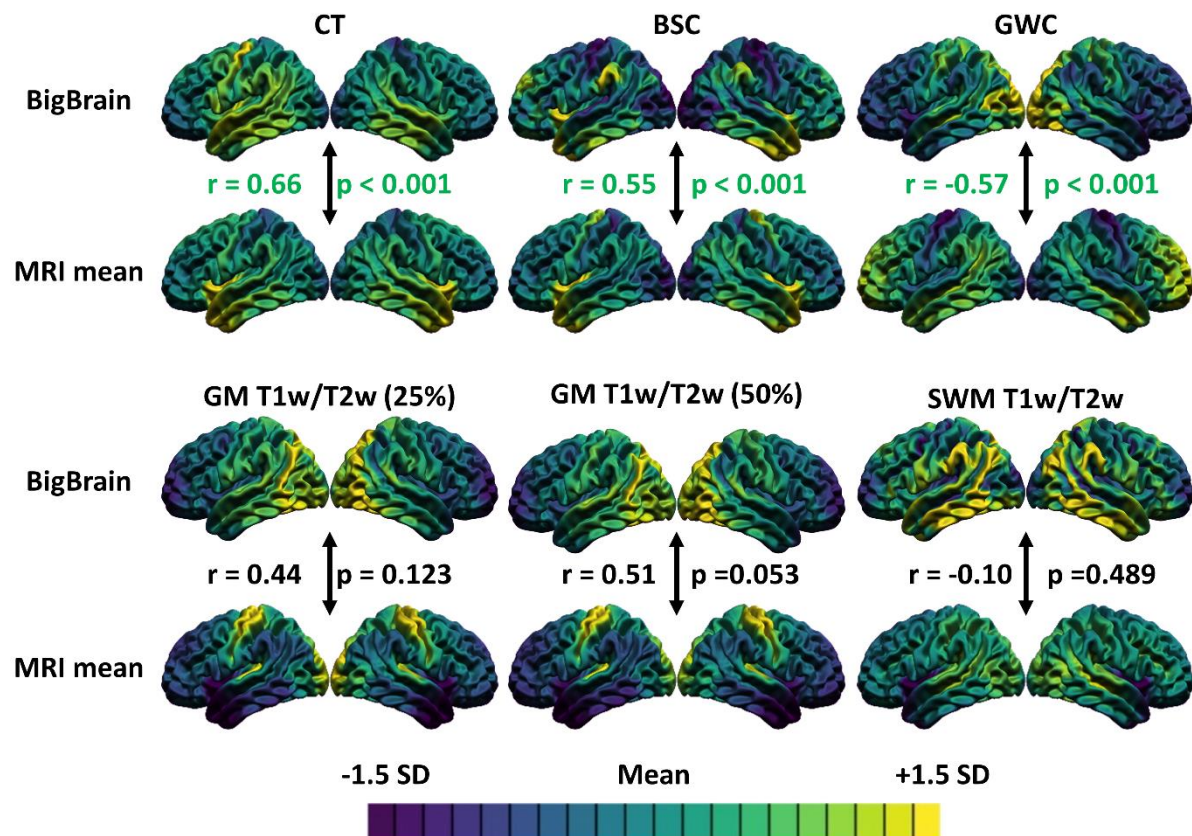 CT BSC GWC
BigBrain
r = 0.66 p < 0.001 r = 0.55 p < 0.001 r = -0.57 p < 0.001
MRI mean
GM T1w/T2w (25%) GM T1w/T2w (50%) SWM T1w/T2w
BigBrain
r = 0.44 p = 0.123 r = 0.51 p =0.053 r = -0.10 p =0.489
MRI mean
-1.5 SD Mean +1.5 SD